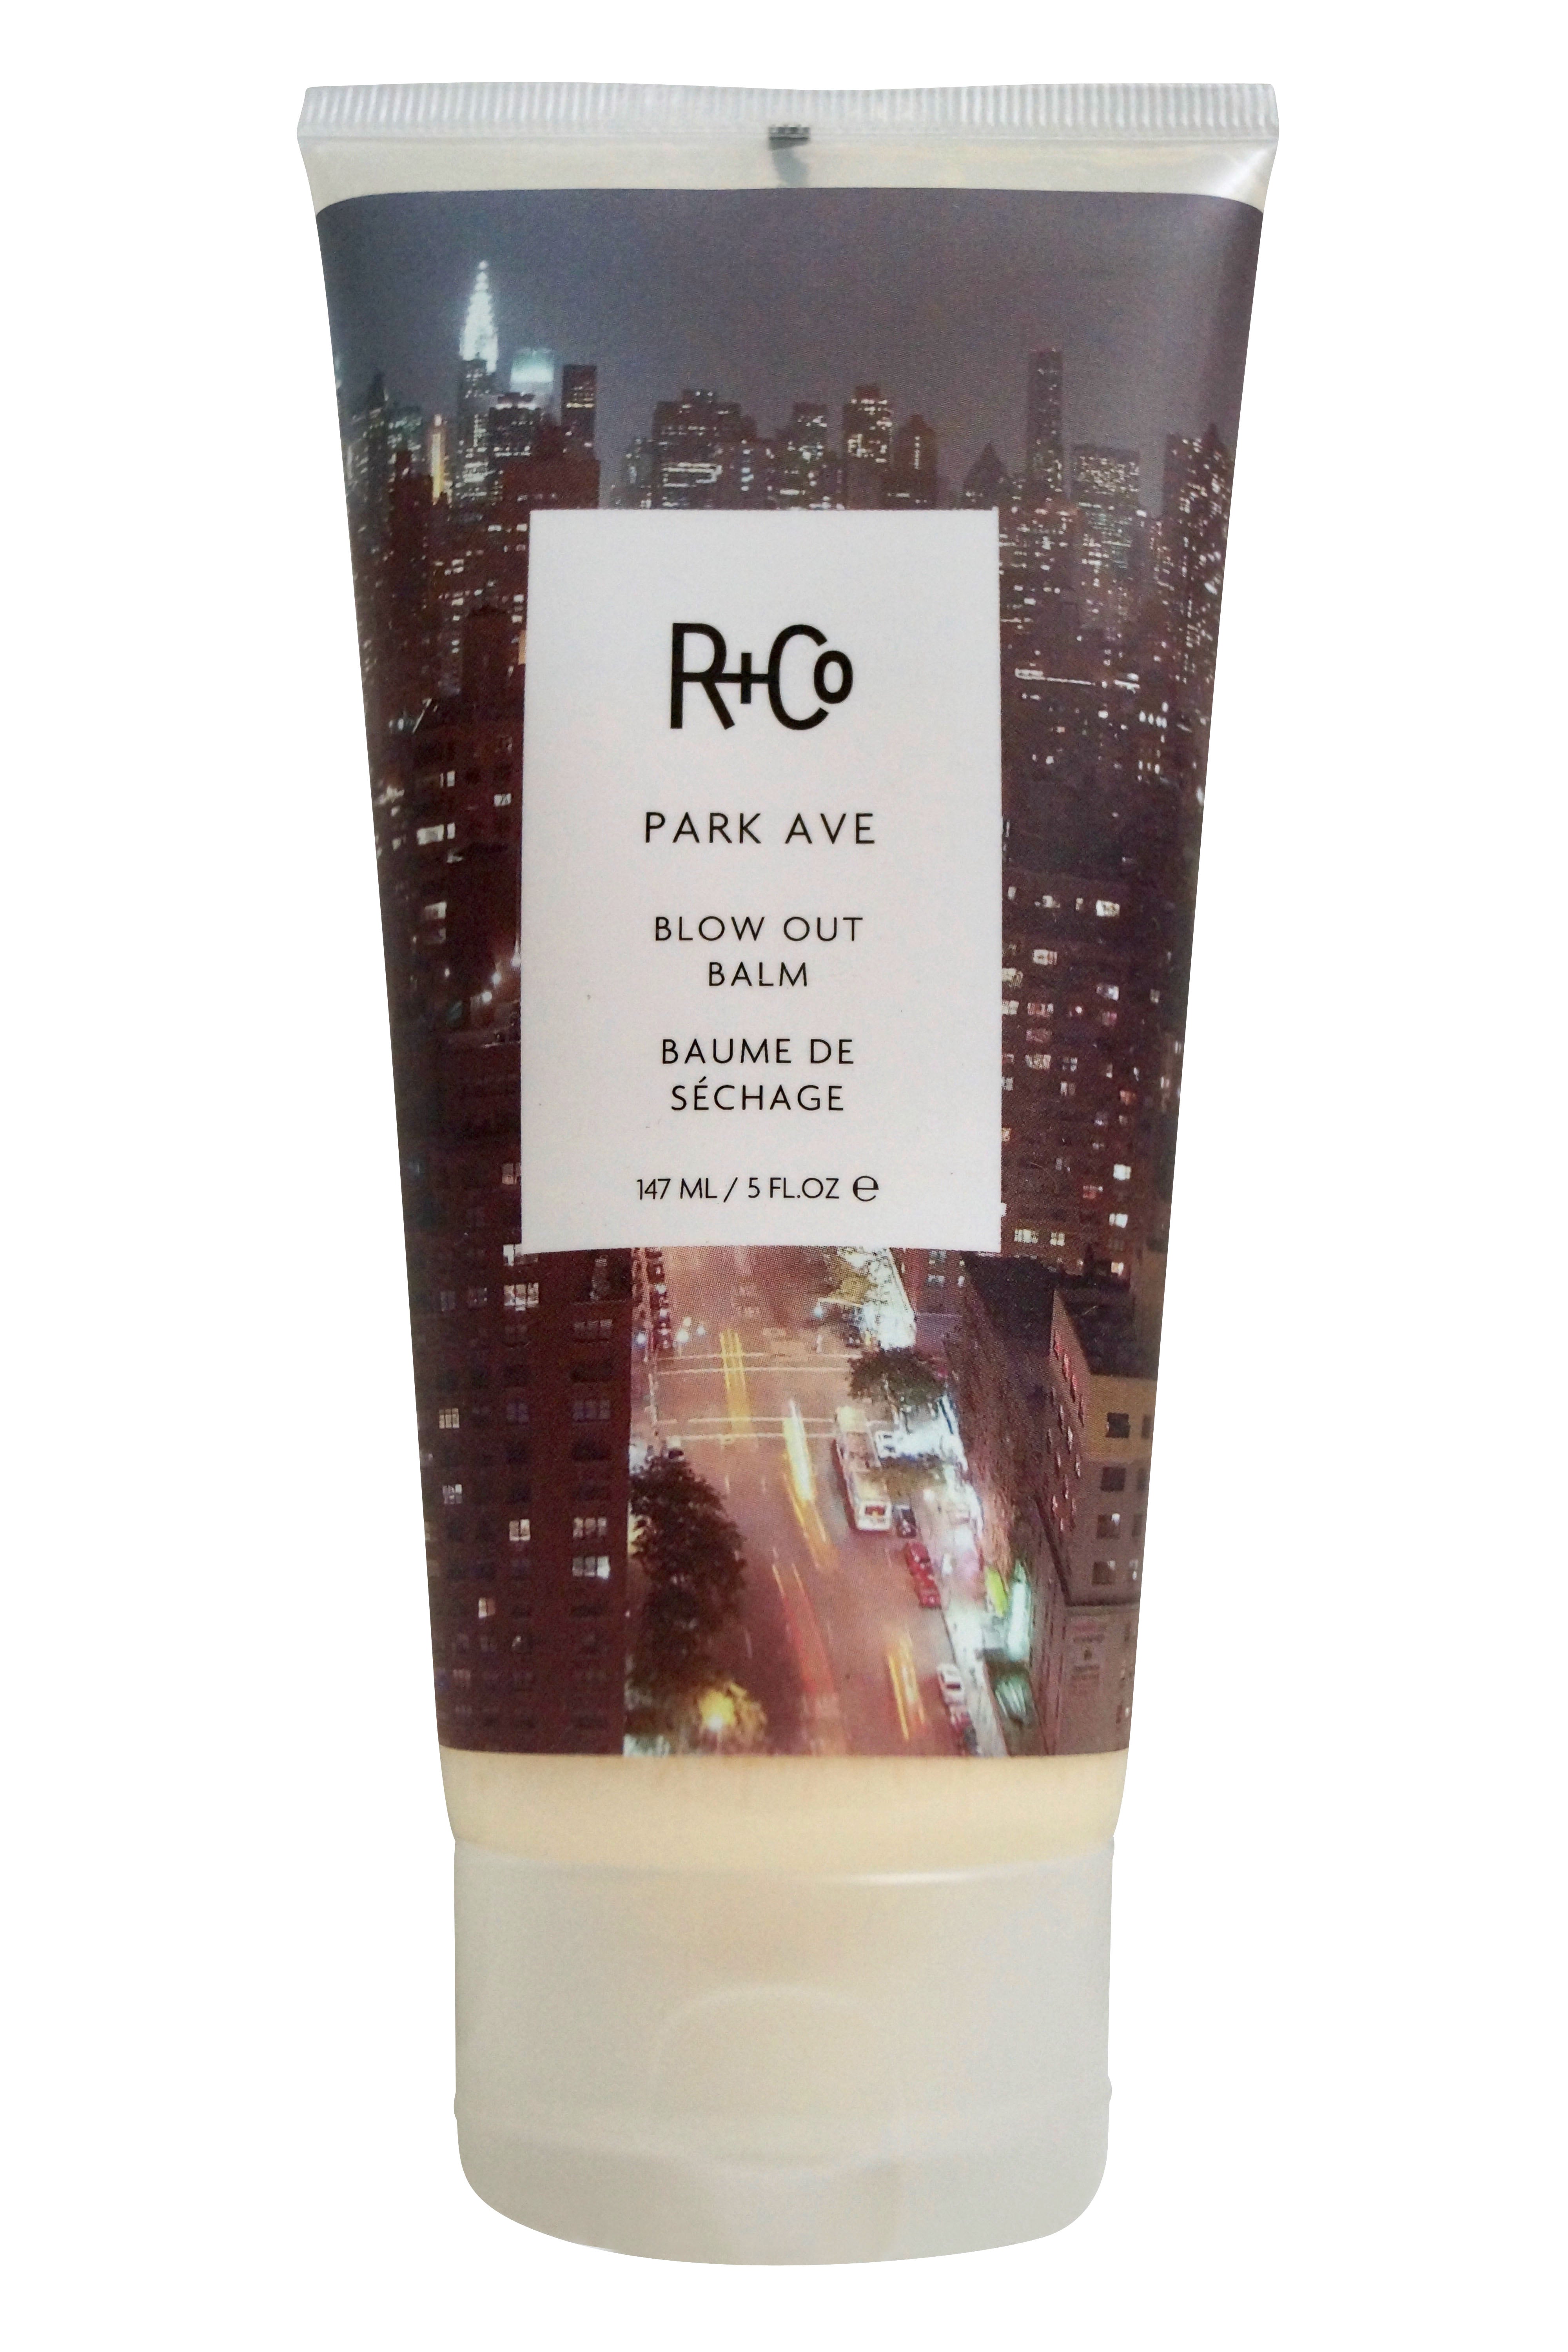 R+Co
PARK AVE
BLOW OUT
BALM
BAUME DE
SÉCHAGE
147 ML / 5 FL.OZ ℮